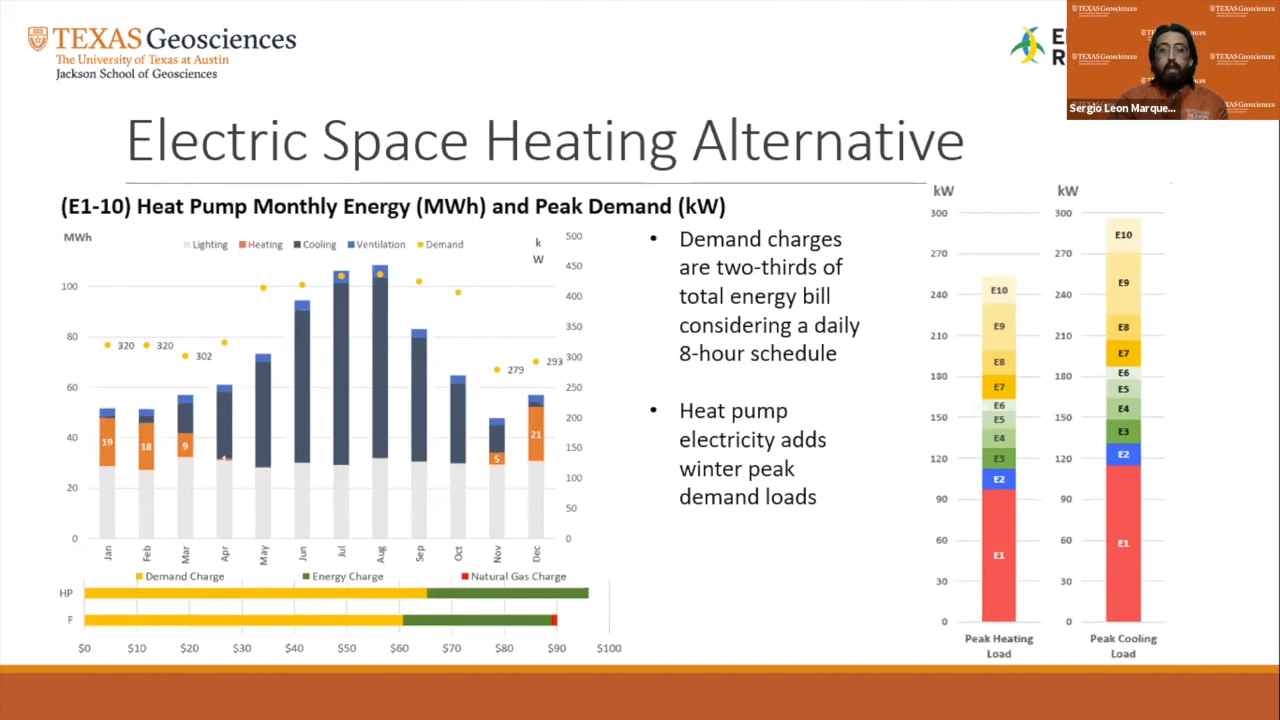 TEXAS Geosciences
The University of Texas at Austin
Jackson School of Geosciences
TEXAS Geosciences
TEXAS Geosciences
Sergio Leon Marque...
Electric Space Heating Alternative
(E1-10) Heat Pump Monthly Energy (MWh) and Peak Demand (kW)
MWh
Lighting Heating Cooling Ventilation Demand
k
W
500
450
400
350
300
250
200
150
100
50
0
100
80
60
40
20
0
320 320 302 279 293
19 18 9 5 21
Jan Feb Mar Apr May Jun Jul Aug Sep Oct Nov Dec
Demand Charge Energy Charge Natural Gas Charge
HP
F
$0 $10 $20 $30 $40 $50 $60 $70 $80 $90 $100
• Demand charges
are two-thirds of
total energy bill
considering a daily
8-hour schedule
• Heat pump
electricity adds
winter peak
demand loads
kW
300
270
240
210
180
150
120
90
60
30
0
E10
E9
E8
E7
E6
E5
E4
E3
E2
E1
Peak Heating
Load
kW
300
270
240
210
180
150
120
90
60
30
0
E10
E9
E8
E7
E6
E5
E4
E3
E2
E1
Peak Cooling
Load